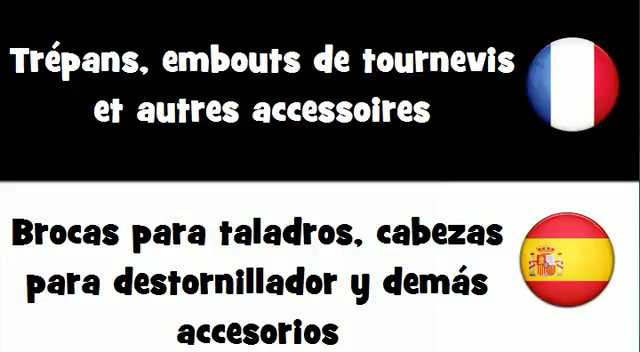 Trépans, embouts de tournevis
et autres accessoires
Brocas para taladros, cabezas
para destornillador y demás
accesorios